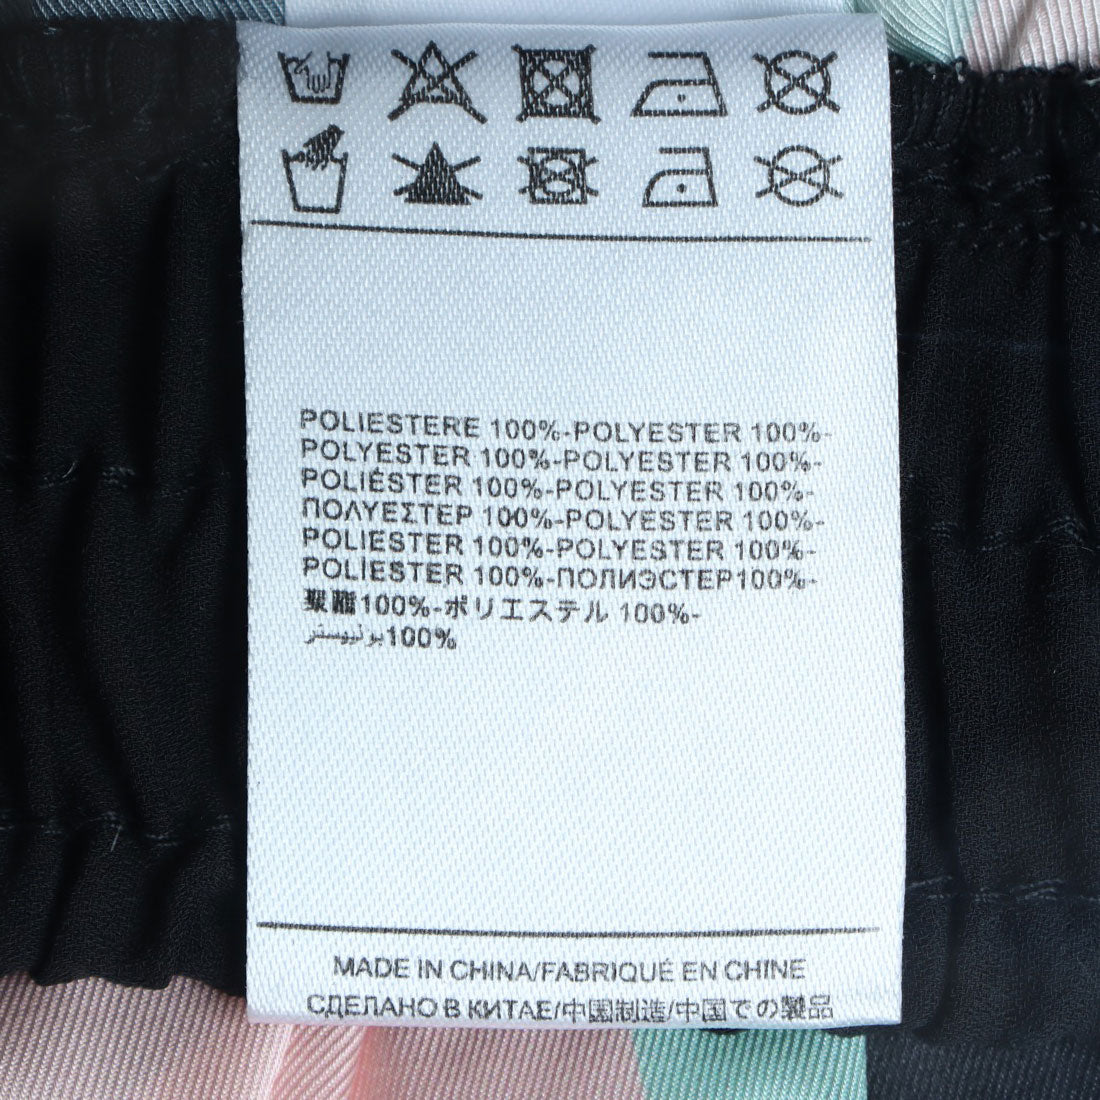 POLIESTERE 100%-POLYESTER 100%-
POLYESTER 100%-POLYESTER 100%-
POLIÉSTER 100%-POLYESTER 100%-
ΠΟΛΥΕΣΤΕΡ 100%-POLYESTER 100%-
POLIESTER 100%-POLYESTER 100%-
POLIESTER 100%-ПОЛИЭСТЕР100%-
聚酯100%-ポリエステル 100%-
بوليستر100%
MADE IN CHINA/FABRIQUÉ EN CHINE
СДЕЛАНО В КИТАЕ/中國制造/中国での製品